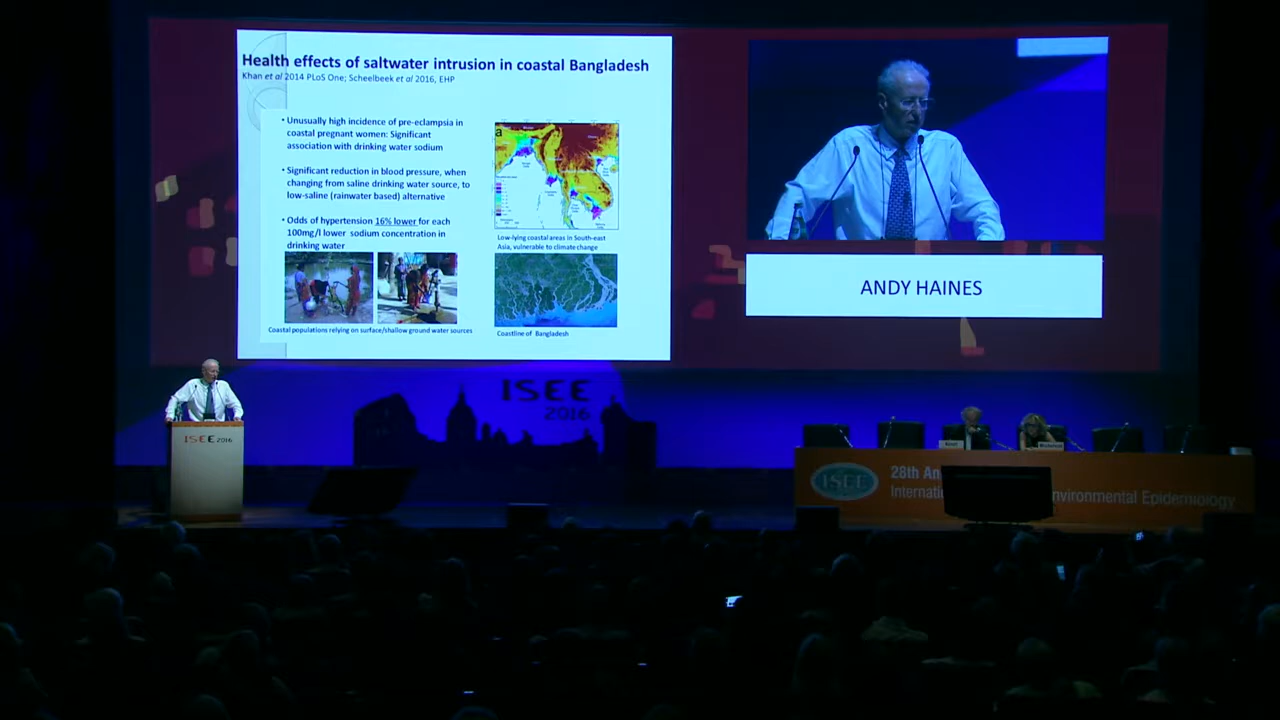 Health effects of saltwater intrusion in coastal Bangladesh
Khan et al 2014 PLoS One; Scheelbeek et al 2016, EHP
• Unusually high incidence of pre-eclampsia in
coastal pregnant women: Significant
association with drinking water sodium
• Significant reduction in blood pressure, when
changing from saline drinking water source, to
low-saline (rainwater based) alternative
• Odds of hypertension 16% lower for each
100mg/l lower sodium concentration in
drinking water
Coastal populations relying on surface/shallow ground water sources
a
Low-lying coastal areas in South-east
Asia, vulnerable to climate change
Coastline of Bangladesh
ANDY HAINES
ISEE
2016
ISEE 2016
ISEE
28th An
Internatio
nvironmental Epidemiology